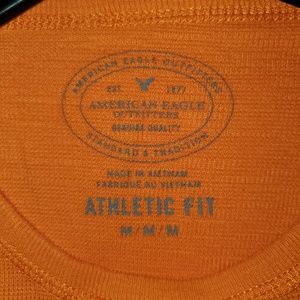 AMERICAN EAGLE OUTFITTERS
EST. 1977
AMERICAN EAGLE
OUTFITTERS
GENUINE QUALITY
STANDARD & TRADITION
MADE IN VIETNAM
FABRIQUÉ AU VIETNAM
ATHLETIC FIT
M/M/M